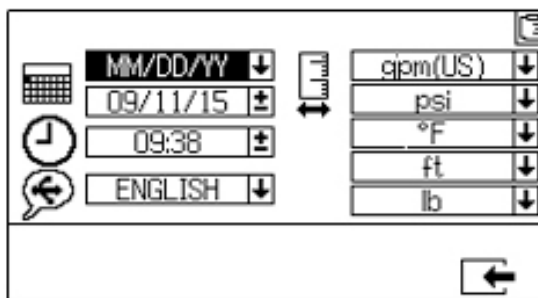 MM/DD/YY
09/11/15
09:38
ENGLISH
gpm(US)
psi
°F
ft
lb